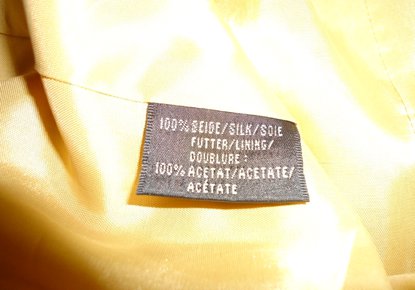 100% SEIDE/SILK/SOIE
FUTTER/LINING/
DOUBLURE:
100% ACETAT/ACETATE/
ACÉTATE